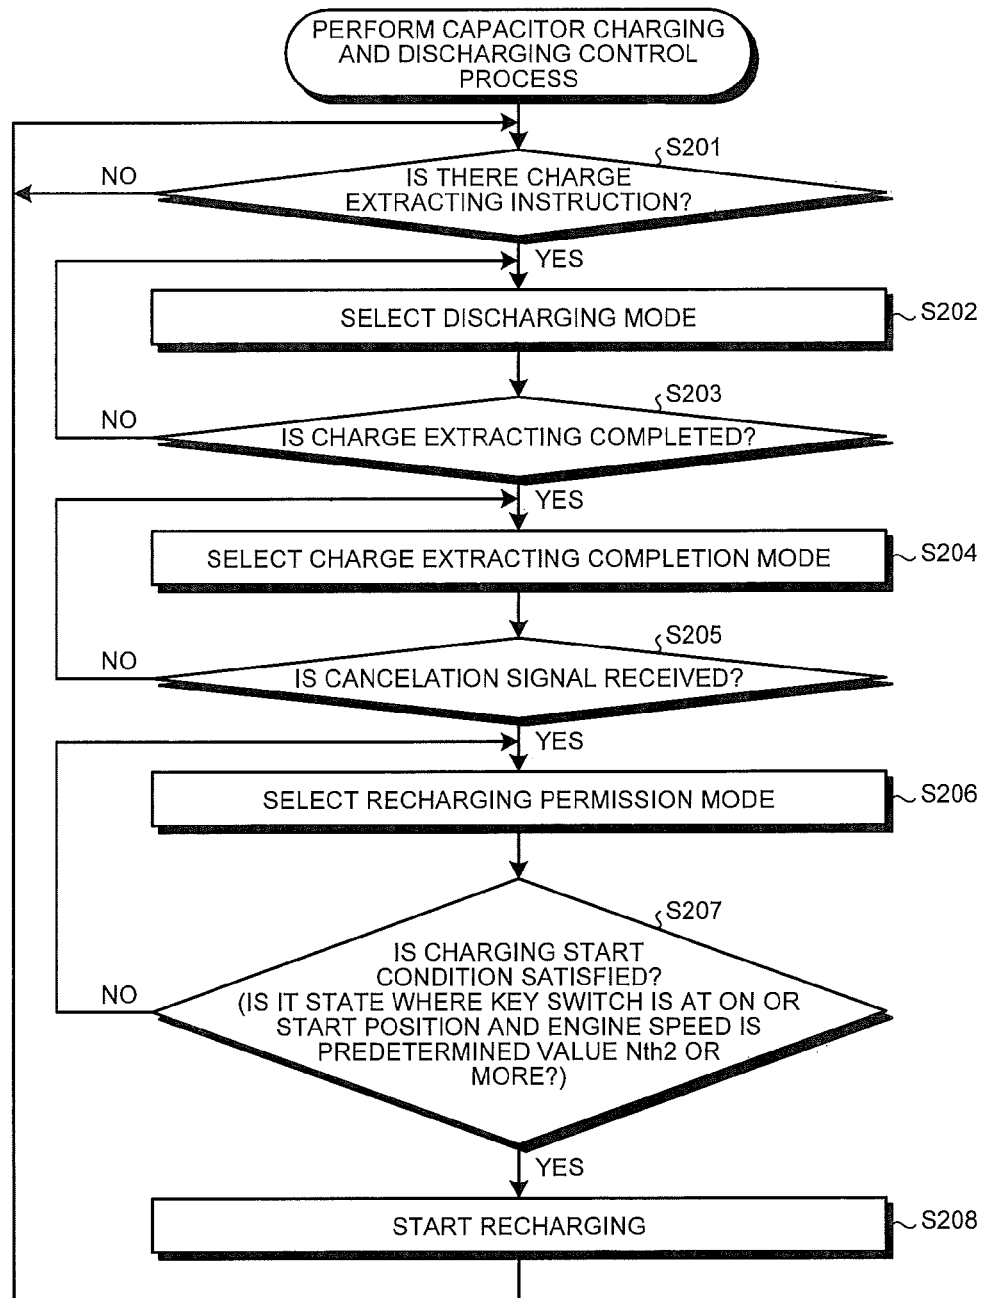 PERFORM CAPACITOR CHARGING
AND DISCHARGING CONTROL
PROCESS
S201
NO
IS THERE CHARGE
EXTRACTING INSTRUCTION?
YES
SELECT DISCHARGING MODE
S202
S203
NO
IS CHARGE EXTRACTING COMPLETED?
YES
SELECT CHARGE EXTRACTING COMPLETION MODE
S204
S205
NO
IS CANCELATION SIGNAL RECEIVED?
YES
SELECT RECHARGING PERMISSION MODE
S206
S207
IS CHARGING START
CONDITION SATISFIED?
NO
(IS IT STATE WHERE KEY SWITCH IS AT ON OR
START POSITION AND ENGINE SPEED IS
PREDETERMINED VALUE Nth2 OR
MORE?)
YES
START RECHARGING
S208